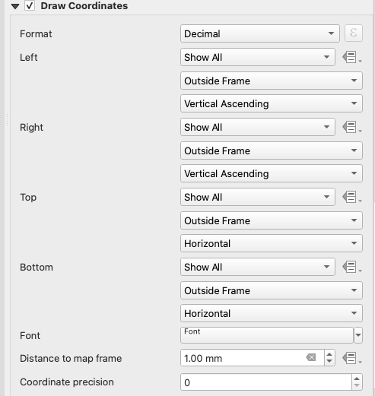 Draw Coordinates
Format Decimal ε
Left Show All
Outside Frame
Vertical Ascending
Right Show All
Outside Frame
Vertical Ascending
Top Show All
Outside Frame
Horizontal
Bottom Show All
Outside Frame
Horizontal
Font Font
Distance to map frame 1.00 mm
Coordinate precision 0